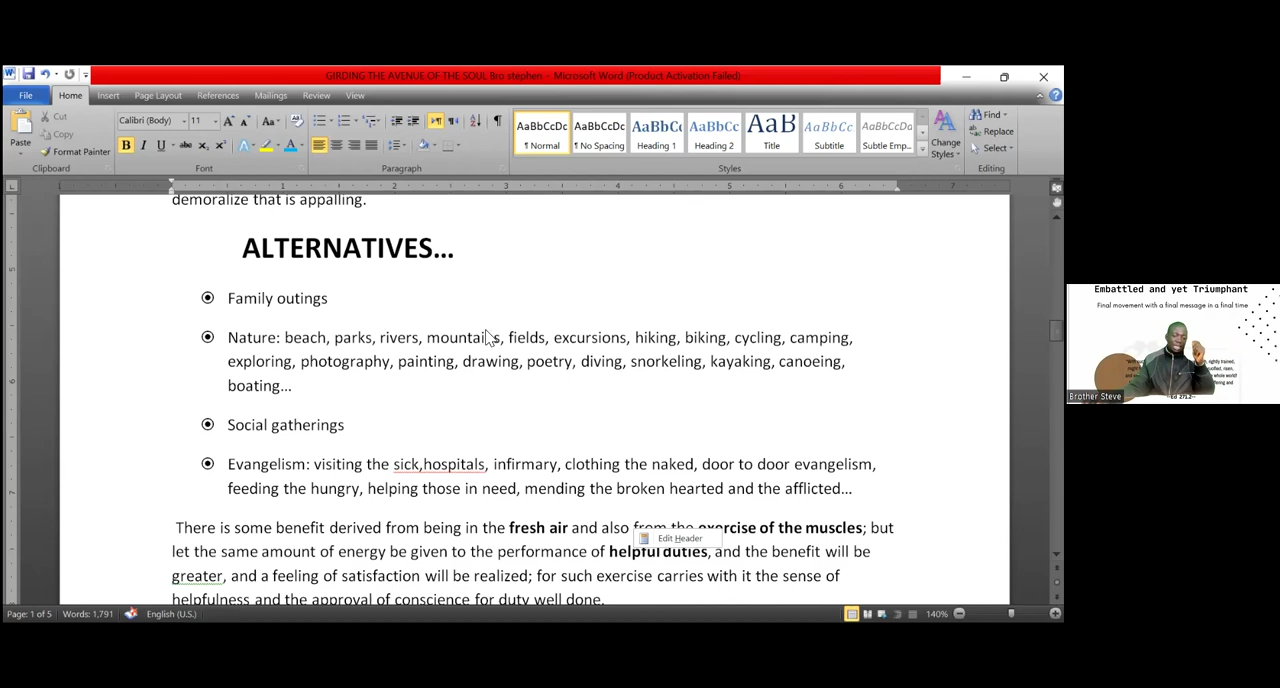 GIRDING THE AVENUE OF THE SOUL Bro stephen - Microsoft Word (Product Activation Failed)
File Home Insert Page Layout References Mailings Review View
Paste
Cut
Copy
Format Painter
Clipboard
Calibri (Body) 11
Font
Paragraph
AaBbCcDc AaBbCcDc AaBbCc AaBbCc AaB AaBbCc AaBbCcDa
¶ Normal ¶ No Spacing Heading 1 Heading 2 Title Subtitle Subtle Emp...
Change
Styles
Styles
Find
Replace
Select
Editing
1 2 3 4 5 6 7
demoralize that is appalling.
ALTERNATIVES...
Family outings
Nature: beach, parks, rivers, mountains, fields, excursions, hiking, biking, cycling, camping,
exploring, photography, painting, drawing, poetry, diving, snorkeling, kayaking, canoeing,
boating...
Social gatherings
Evangelism: visiting the sick,hospitals, infirmary, clothing the naked, door to door evangelism,
feeding the hungry, helping those in need, mending the broken hearted and the afflicted...
There is some benefit derived from being in the fresh air and also from the exercise of the muscles; but
Edit Header
let the same amount of energy be given to the performance of helpful duties, and the benefit will be
greater, and a feeling of satisfaction will be realized; for such exercise carries with it the sense of
helpfulness and the approval of conscience for duty well done.
Page: 1 of 5 Words: 1,791 English (U.S.) 140%
Embattled and yet Triumphant
Final movement with a final message in a final time
Brother Steve
Ed 271.2